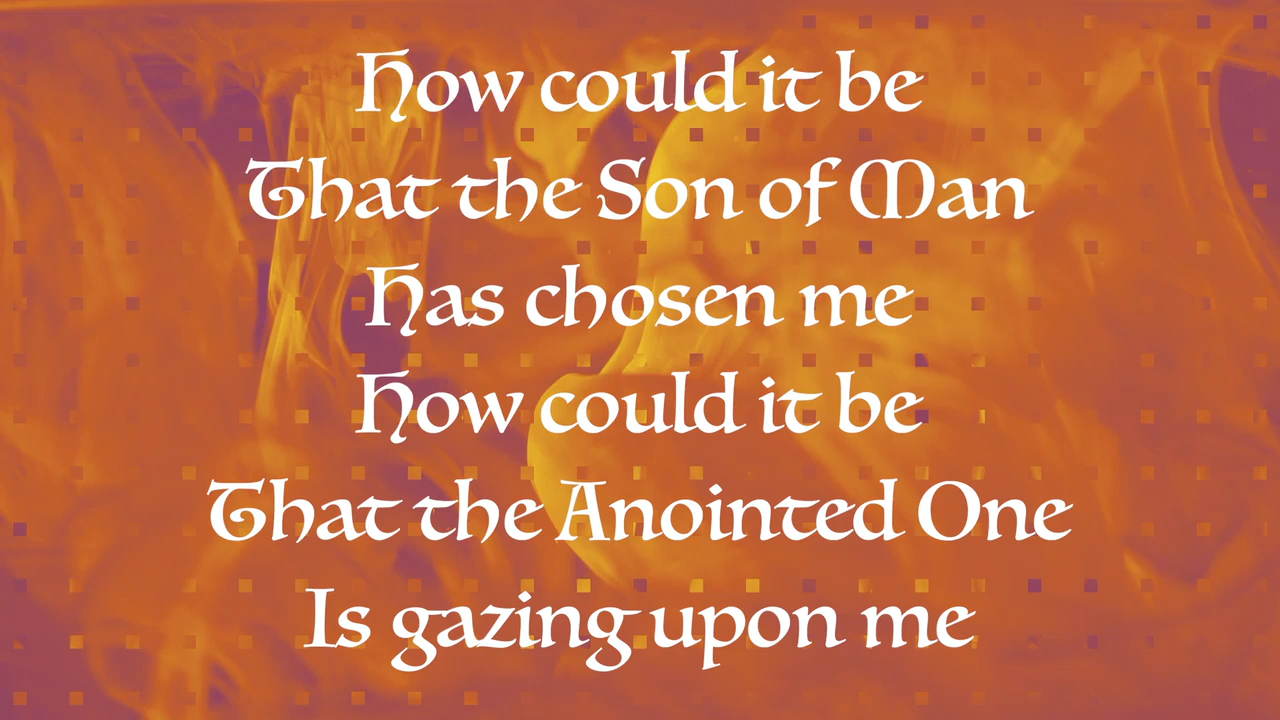 How could it be
That the Son of Man
Has chosen me
How could it be
That the Anointed One
Is gazing upon me